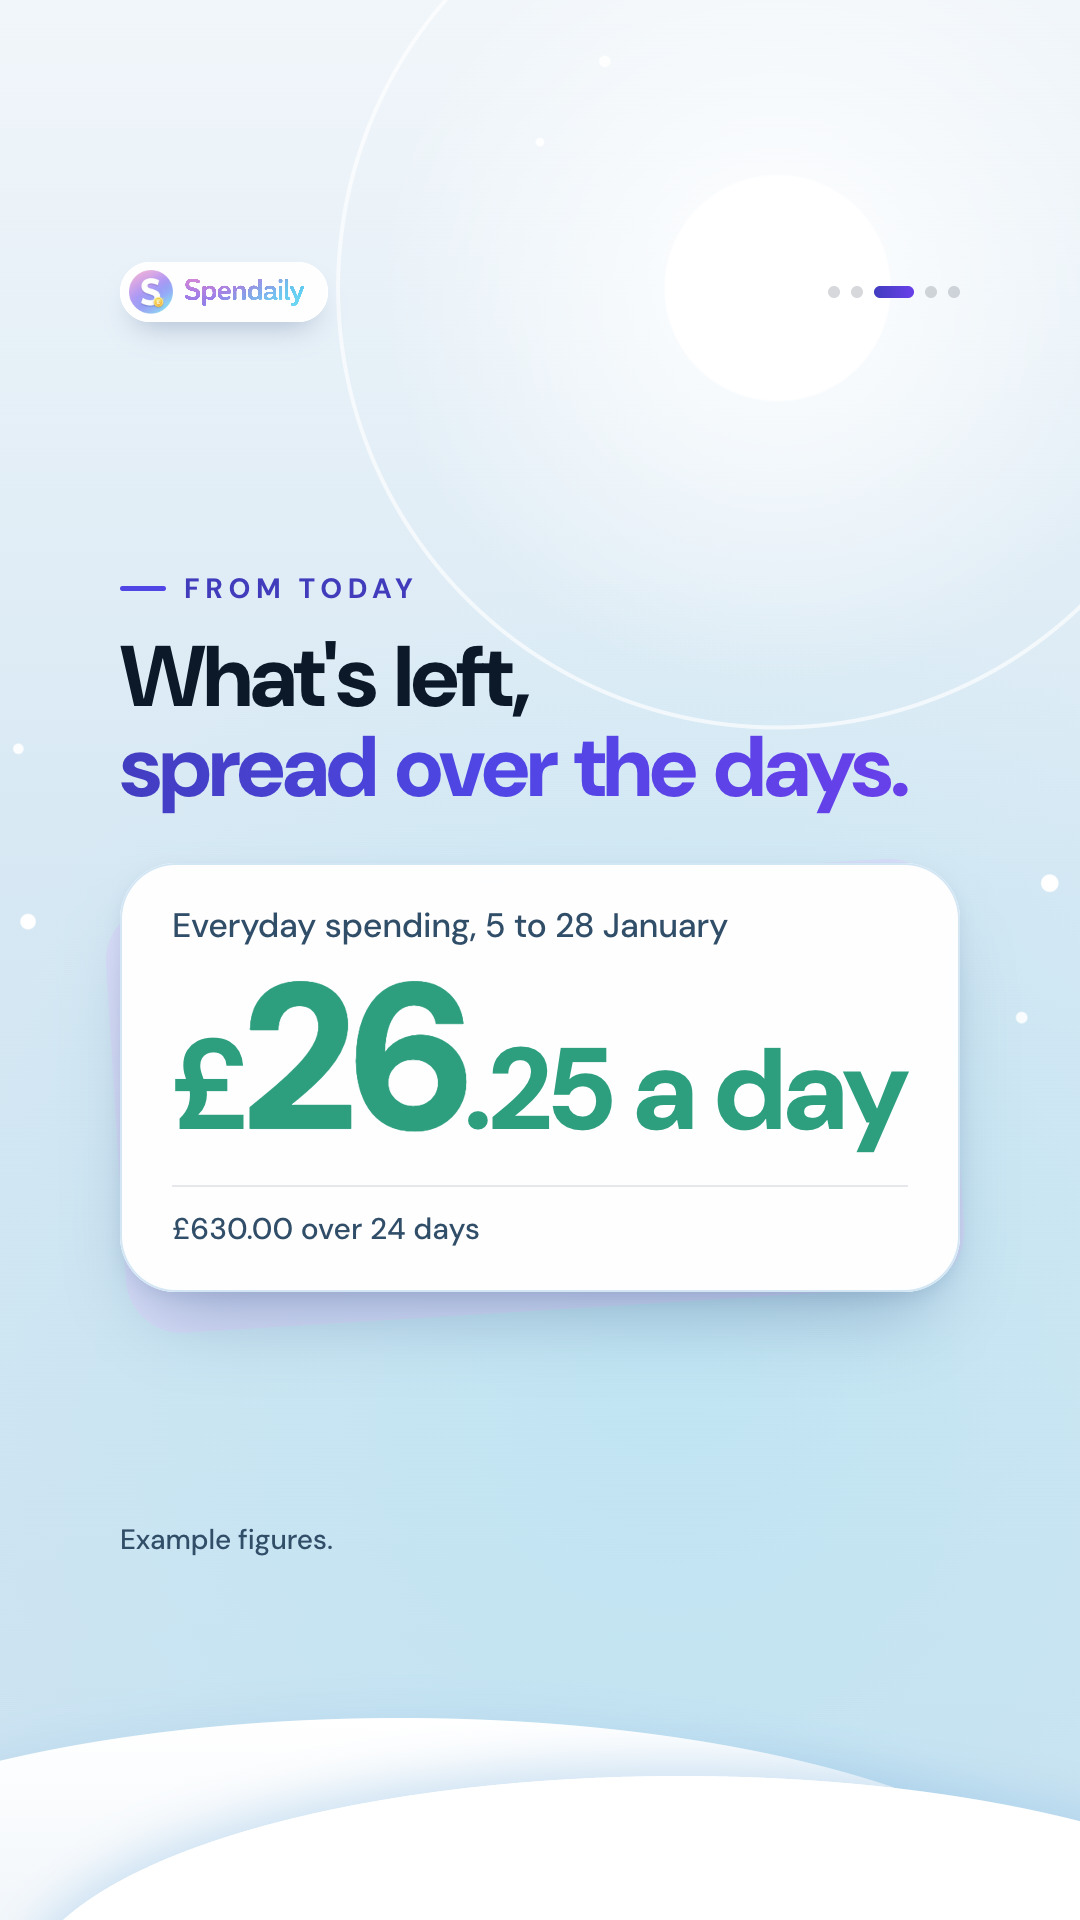 Spendaily
FROM TODAY
What's left,
spread over the days.
Everyday spending, 5 to 28 January
£26.25 a day
£630.00 over 24 days
Example figures.